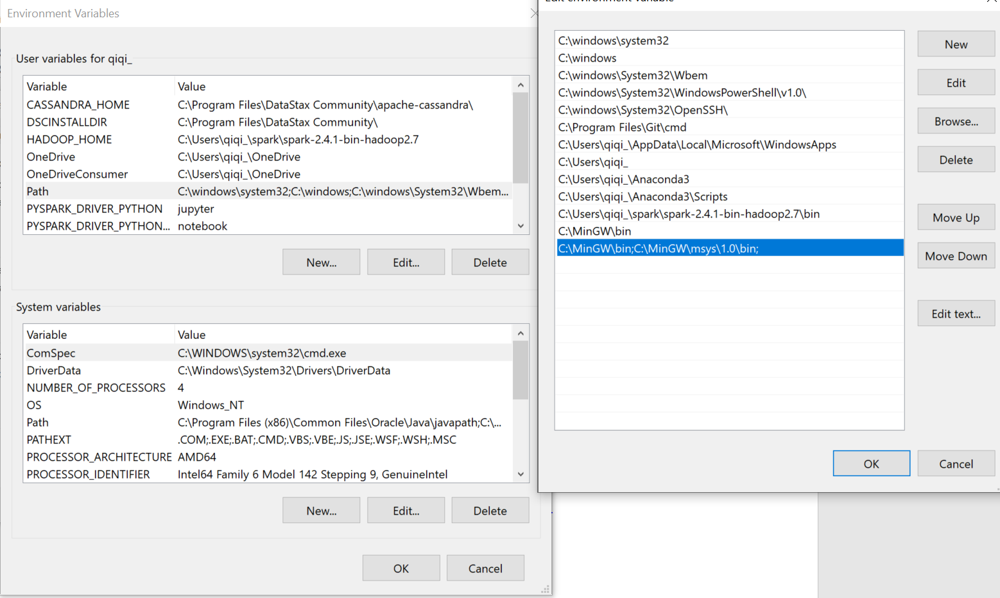 Environment Variables
User variables for qiqi_
Variable Value
CASSANDRA_HOME C:\Program Files\DataStax Community\apache-cassandra\
DSCINSTALLDIR C:\Program Files\DataStax Community\
HADOOP_HOME C:\Users\qiqi_\spark\spark-2.4.1-bin-hadoop2.7
OneDrive C:\Users\qiqi_\OneDrive
OneDriveConsumer C:\Users\qiqi_\OneDrive
Path C:\windows\system32;C:\windows;C:\windows\System32\Wbem...
PYSPARK_DRIVER_PYTHON jupyter
PYSPARK_DRIVER_PYTHON... notebook
New... Edit... Delete
System variables
Variable Value
ComSpec C:\WINDOWS\system32\cmd.exe
DriverData C:\Windows\System32\Drivers\DriverData
NUMBER_OF_PROCESSORS 4
OS Windows_NT
Path C:\Program Files (x86)\Common Files\Oracle\Java\javapath;C:\...
PATHEXT .COM;.EXE;.BAT;.CMD;.VBS;.VBE;.JS;.JSE;.WSF;.WSH;.MSC
PROCESSOR_ARCHITECTURE AMD64
PROCESSOR_IDENTIFIER Intel64 Family 6 Model 142 Stepping 9, GenuineIntel
New... Edit... Delete
OK Cancel
Edit environment variable
C:\windows\system32
C:\windows
C:\windows\System32\Wbem
C:\windows\System32\WindowsPowerShell\v1.0\
C:\windows\System32\OpenSSH\
C:\Program Files\Git\cmd
C:\Users\qiqi_\AppData\Local\Microsoft\WindowsApps
C:\Users\qiqi_
C:\Users\qiqi_\Anaconda3
C:\Users\qiqi_\Anaconda3\Scripts
C:\Users\qiqi_\spark\spark-2.4.1-bin-hadoop2.7\bin
C:\MinGW\bin
C:\MinGW\bin;C:\MinGW\msys\1.0\bin;
New
Edit
Browse...
Delete
Move Up
Move Down
Edit text...
OK Cancel